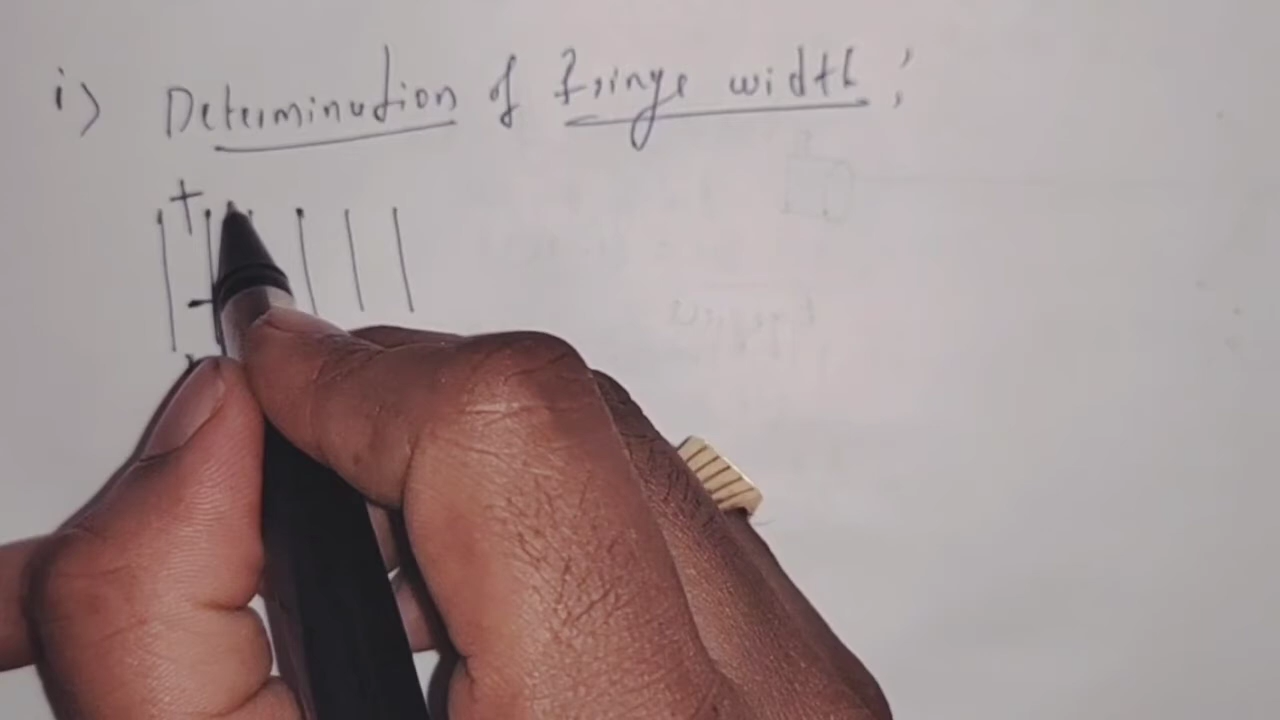 i) Determination of fringe width :